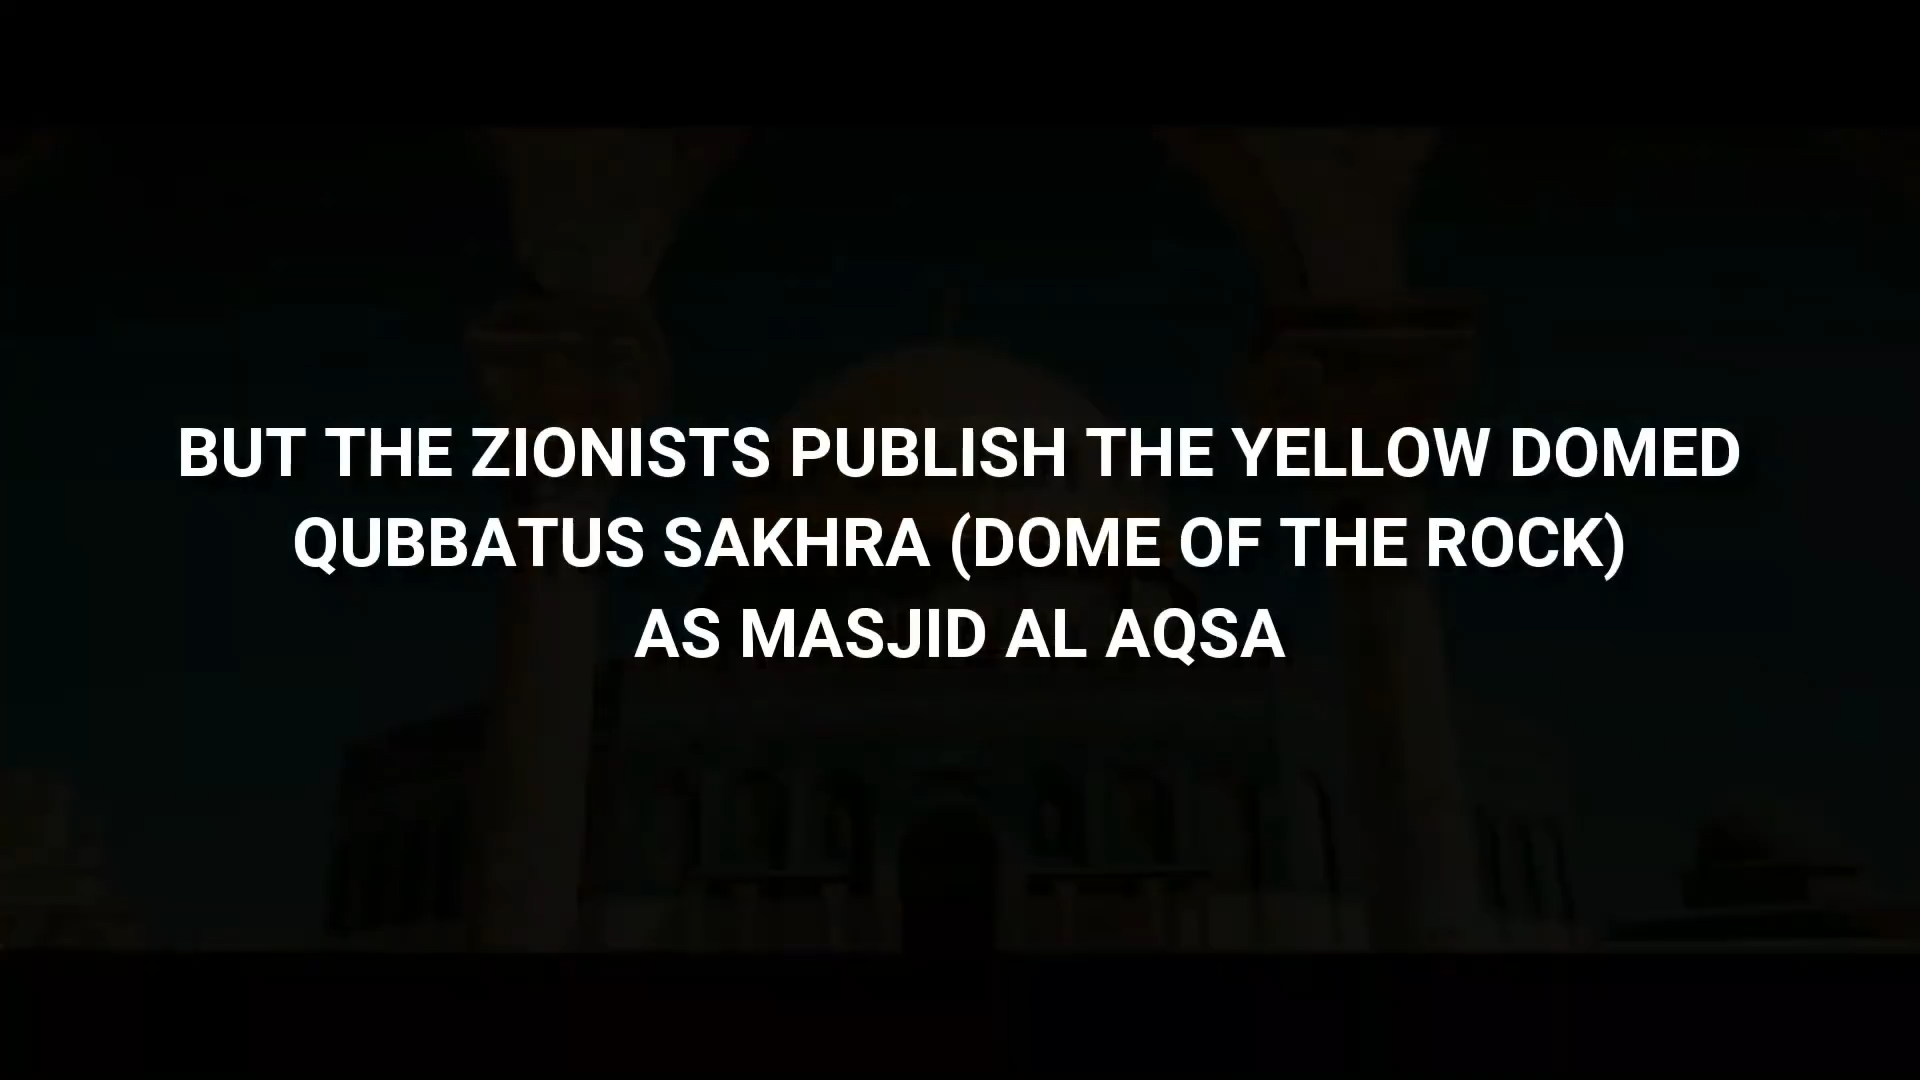 BUT THE ZIONISTS PUBLISH THE YELLOW DOMED
QUBBATUS SAKHRA (DOME OF THE ROCK)
AS MASJID AL AQSA